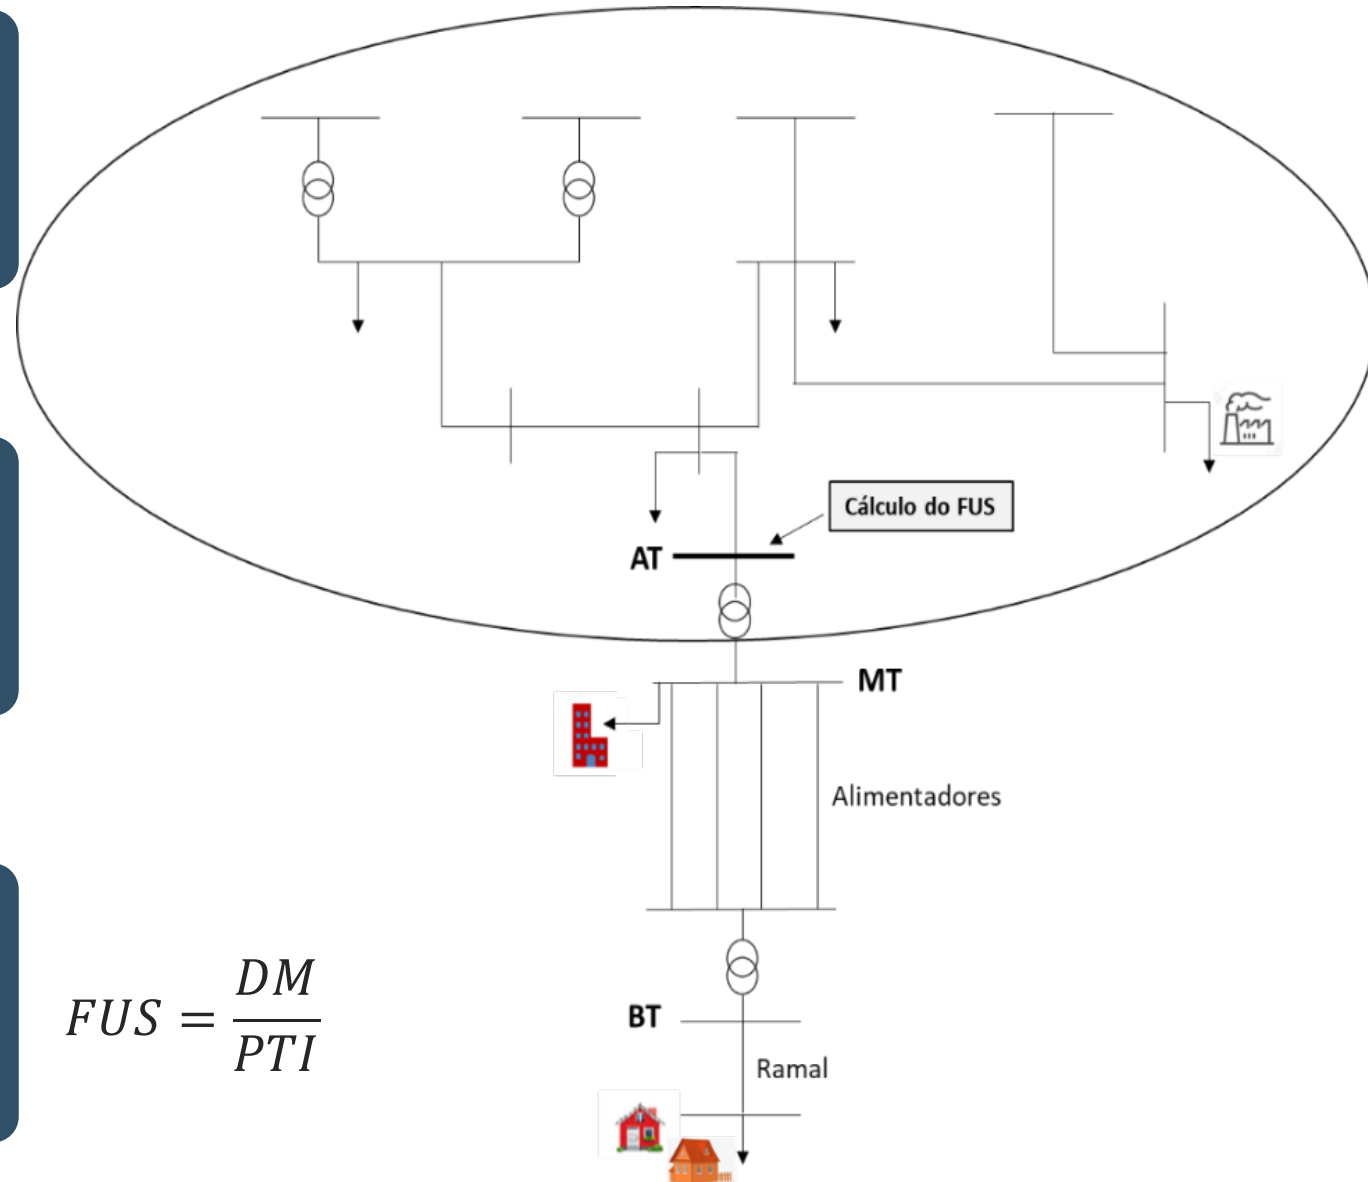 Cálculo do FUS
AT
MT
Alimentadores
FUS = DM / PTI
BT
Ramal